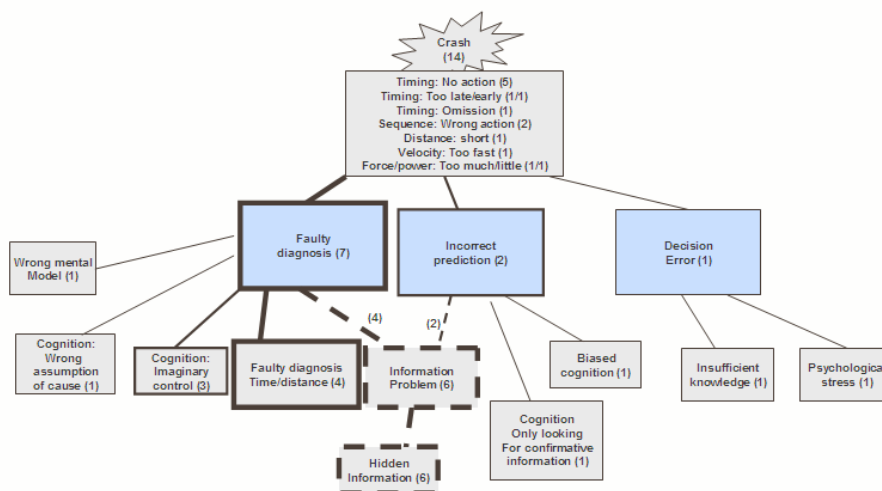 Crash
(14)
Timing: No action (5)
Timing: Too late/early (1/1)
Timing: Omission (1)
Sequence: Wrong action (2)
Distance: short (1)
Velocity: Too fast (1)
Force/power: Too much/little (1/1)
Faulty
diagnosis (7)
Incorrect
prediction (2)
Decision
Error (1)
Wrong mental
Model (1)
(4)
(2)
Cognition:
Wrong
assumption
of cause (1)
Cognition:
Imaginary
control (3)
Faulty diagnosis
Time/distance (4)
Information
Problem (6)
Biased
cognition (1)
Insufficient
knowledge (1)
Psychological
stress (1)
Cognition
Only looking
For confirmative
information (1)
Hidden
Information (6)